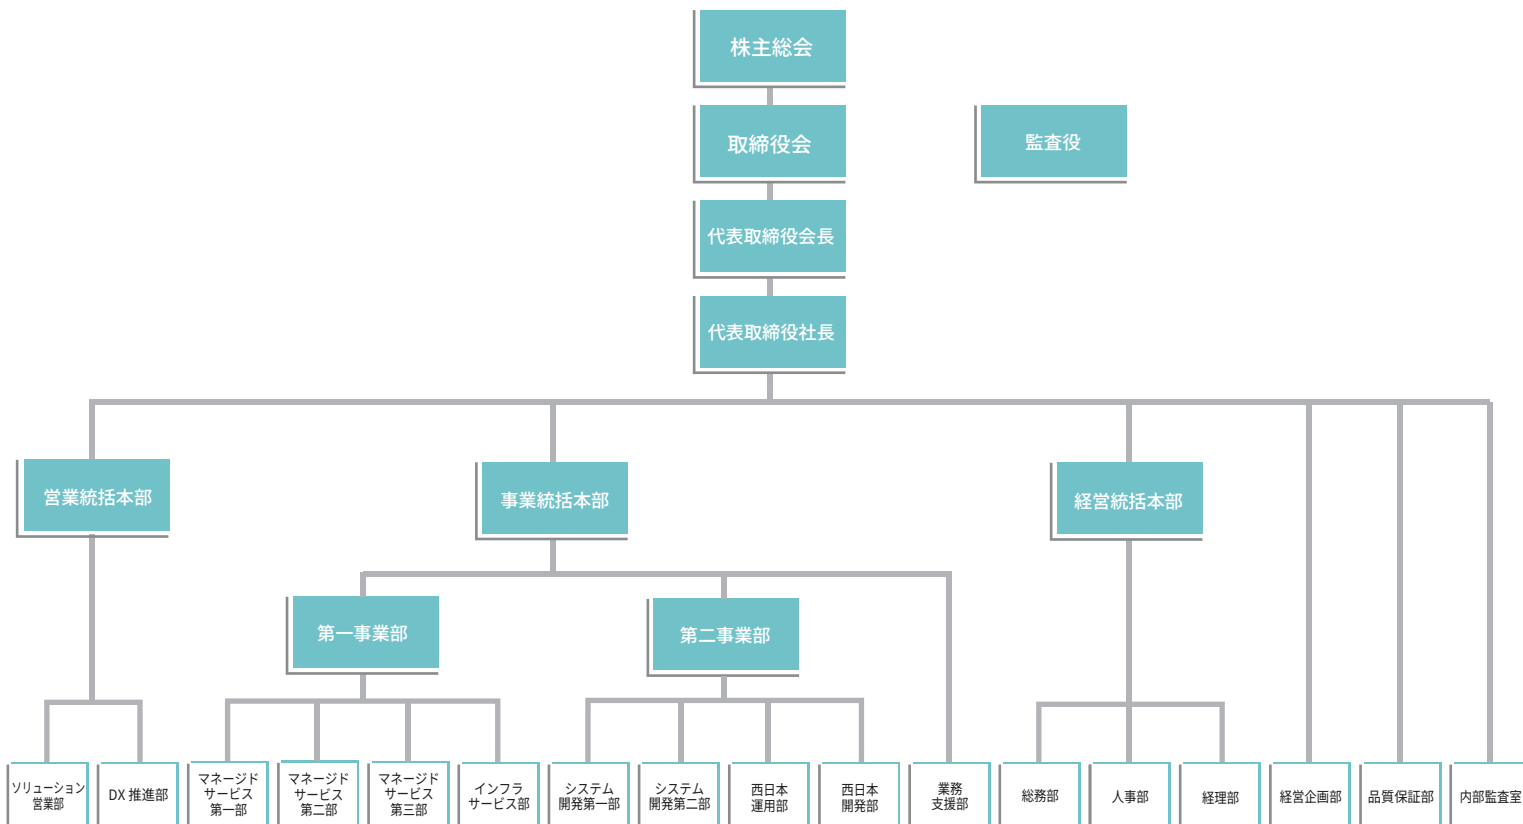 株主総会
取締役会
監査役
代表取締役会長
代表取締役社長
営業統括本部
事業統括本部
経営統括本部
第一事業部
第二事業部
ソリューション
営業部
DX 推進部
マネージド
サービス
第一部
マネージド
サービス
第二部
マネージド
サービス
第三部
インフラ
サービス部
システム
開発第一部
システム
開発第二部
西日本
運用部
西日本
開発部
業務
支援部
総務部
人事部
経理部
経営企画部
品質保証部
内部監査室